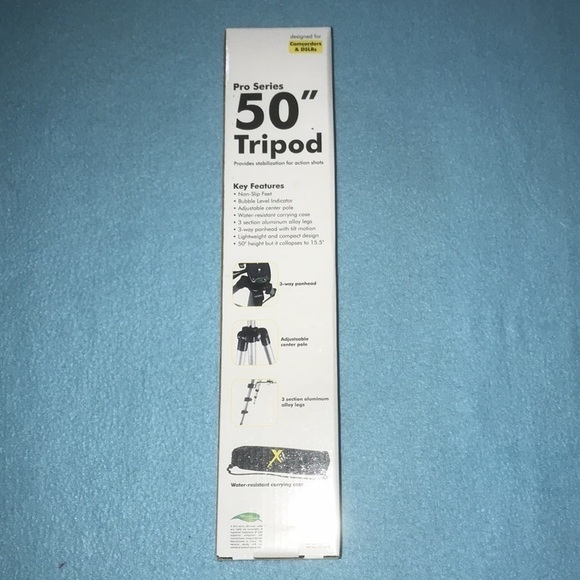 designed for
Camcorders
& DSLRs
Pro Series
50"
Tripod
Provides stabilization for action shots
Key Features
• Non-Slip Feet
• Bubble Level Indicator
• Adjustable center pole
• Water-resistant carrying case
• 3 section aluminum alloy legs
• 3-way panhead with tilt motion
• Lightweight and compact design
• 50" height but it collapses to 15.5"
3-way panhead
Adjustable
center pole
3 section aluminum
alloy legs
X
Water-resistant carrying case